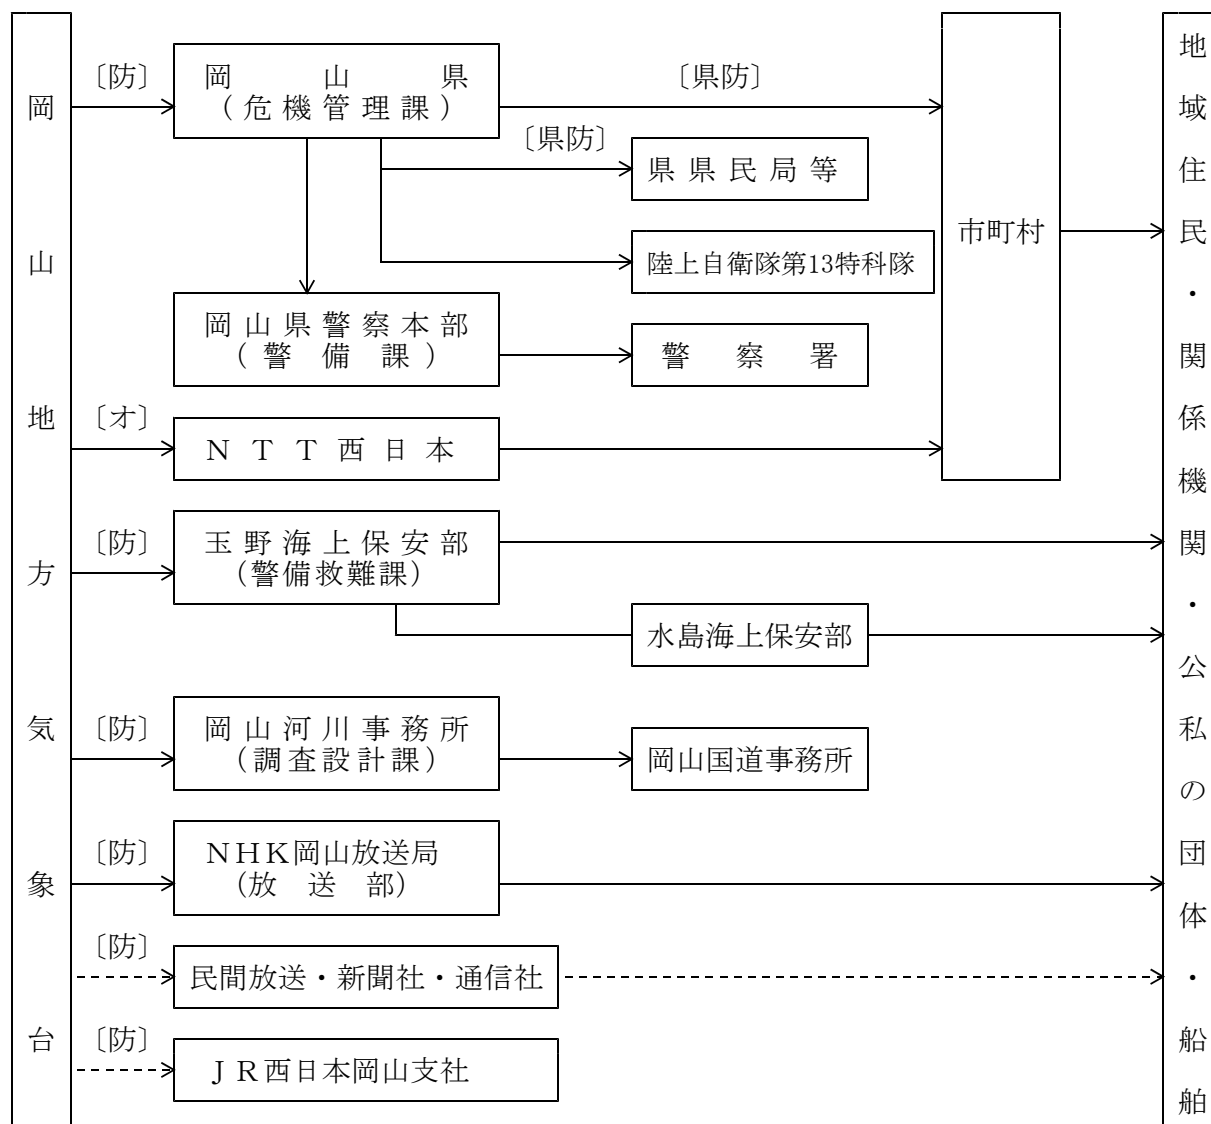 岡山地方気象台
〔防〕
岡山県
（危機管理課）
〔県防〕
〔県防〕
県県民局等
陸上自衛隊第13特科隊
岡山県警察本部
（警備課）
警察署
〔オ〕
ＮＴＴ西日本
市町村
〔防〕
玉野海上保安部
（警備救難課）
水島海上保安部
〔防〕
岡山河川事務所
（調査設計課）
岡山国道事務所
〔防〕
ＮＨＫ岡山放送局
（放送部）
〔防〕
民間放送・新聞社・通信社
〔防〕
ＪＲ西日本岡山支社
地域住民・関係機関・公私の団体・船舶